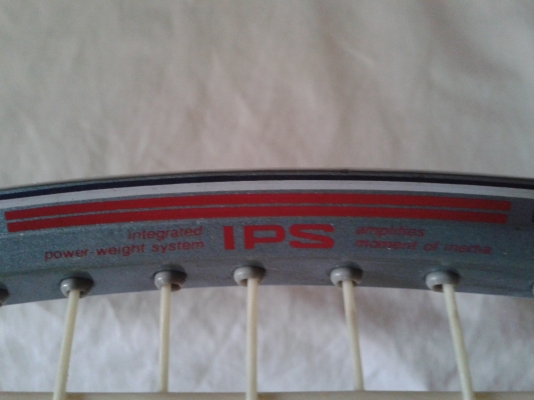 integrated
power-weight system
IPS
amplifies
moment of inertia